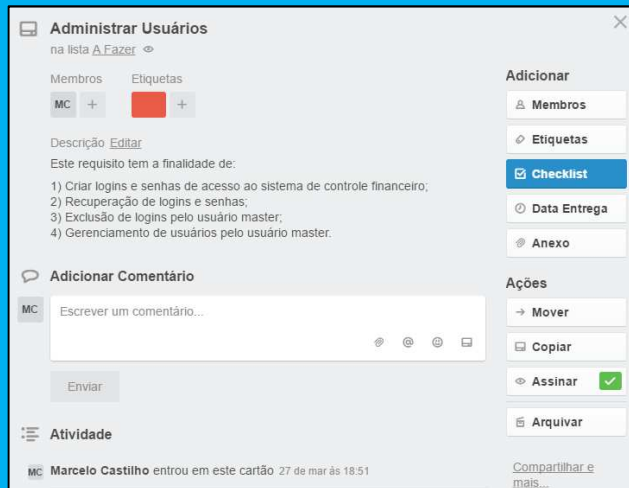 Administrar Usuários
na lista A Fazer
Membros Etiquetas
MC + +
Descrição Editar
Este requisito tem a finalidade de:
1) Criar logins e senhas de acesso ao sistema de controle financeiro;
2) Recuperação de logins e senhas;
3) Exclusão de logins pelo usuário master;
4) Gerenciamento de usuários pelo usuário master.
Adicionar Comentário
MC Escrever um comentário...
@
Enviar
Atividade
MC Marcelo Castilho entrou em este cartão 27 de mar ás 18:51
Adicionar
Membros
Etiquetas
Checklist
Data Entrega
Anexo
Ações
Mover
Copiar
Assinar
Arquivar
Compartilhar e
mais...